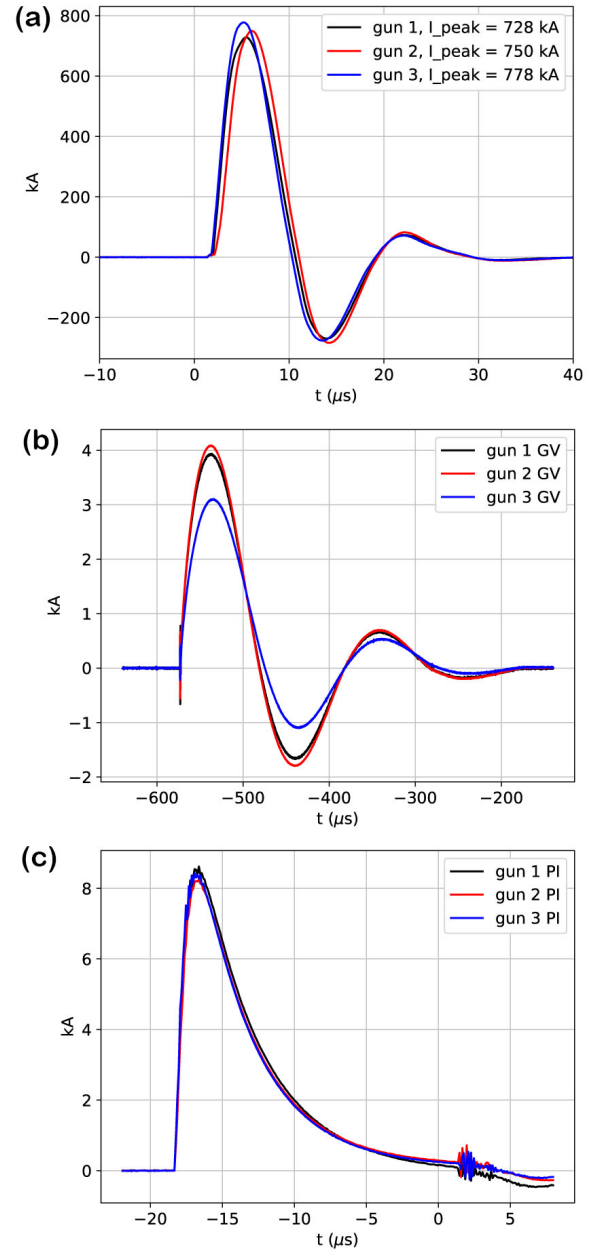 (a)
gun 1, I_peak = 728 kA
gun 2, I_peak = 750 kA
gun 3, I_peak = 778 kA
800
600
400
200
0
−200
kA
−10 0 10 20 30 40
t (μs)
(b)
gun 1 GV
gun 2 GV
gun 3 GV
4
3
2
1
0
−1
−2
kA
−600 −500 −400 −300 −200
t (μs)
(c)
gun 1 PI
gun 2 PI
gun 3 PI
8
6
4
2
0
kA
−20 −15 −10 −5 0 5
t (μs)